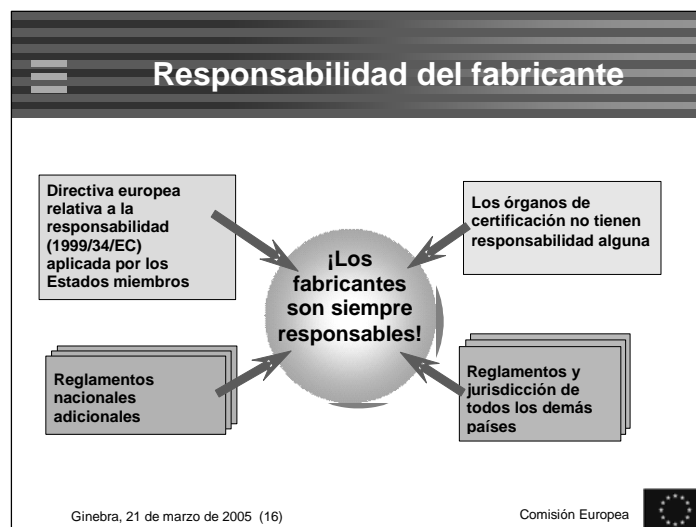 Responsabilidad del fabricante
Directiva europea
relativa a la
responsabilidad
(1999/34/EC)
aplicada por los
Estados miembros
Los órganos de
certificación no tienen
responsabilidad alguna
¡Los
fabricantes
son siempre
responsables!
Reglamentos
nacionales
adicionales
Reglamentos y
jurisdicción de
todos los demás
países
Ginebra, 21 de marzo de 2005 (16)
Comisión Europea